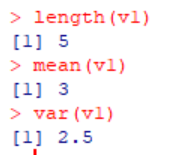 > length(v1)
[1] 5
> mean(v1)
[1] 3
> var(v1)
[1] 2.5